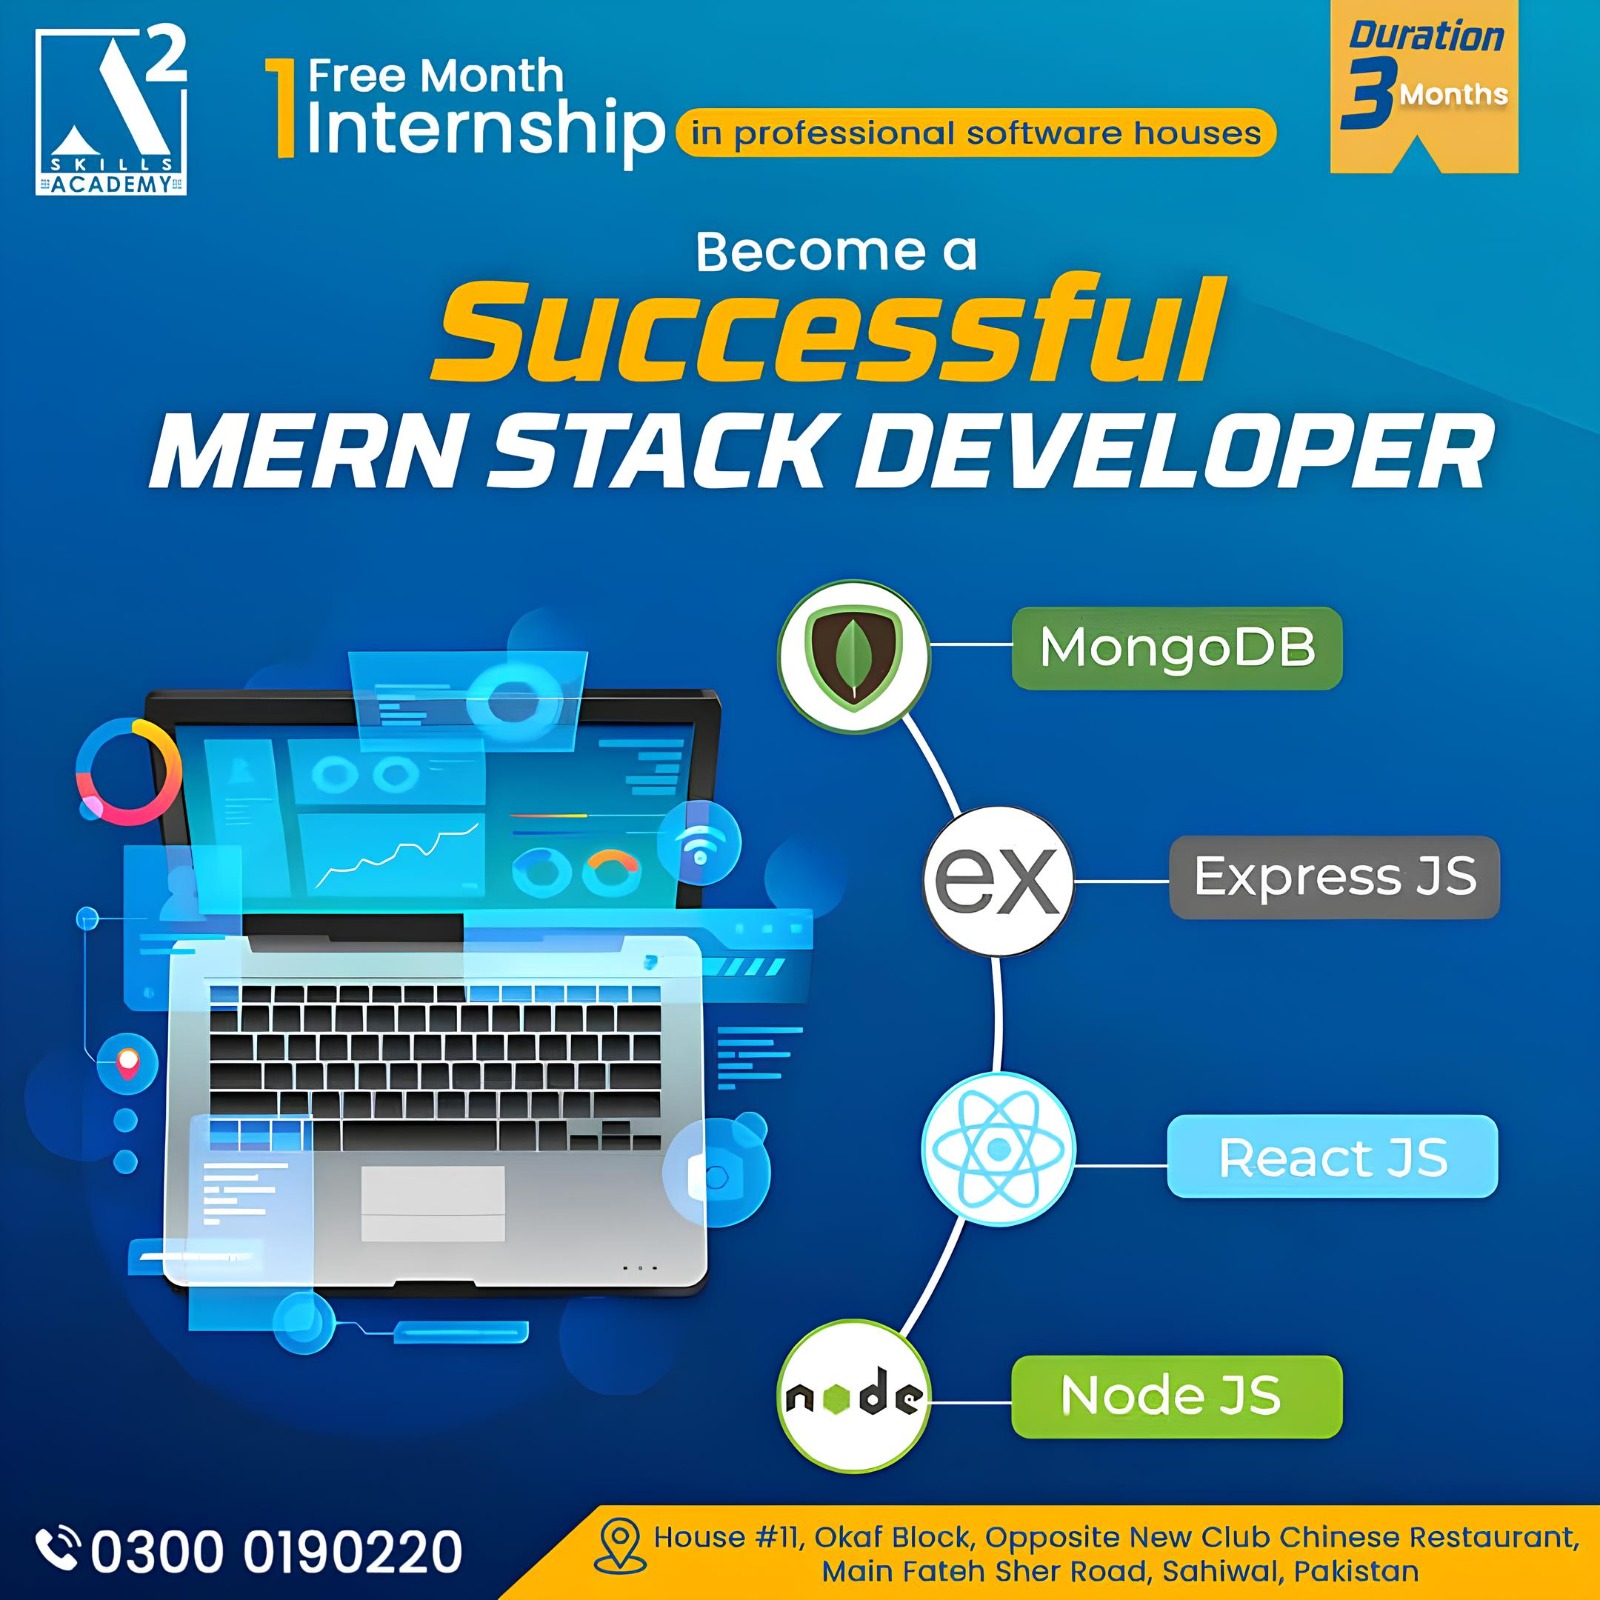 A2
SKILLS
ACADEMY
1 Free Month
Internship in professional software houses
Duration
3 Months
Become a
Successful
MERN STACK DEVELOPER
MongoDB
ex
Express JS
React JS
node
Node JS
0300 0190220
House #11, Okaf Block, Opposite New Club Chinese Restaurant,
Main Fateh Sher Road, Sahiwal, Pakistan